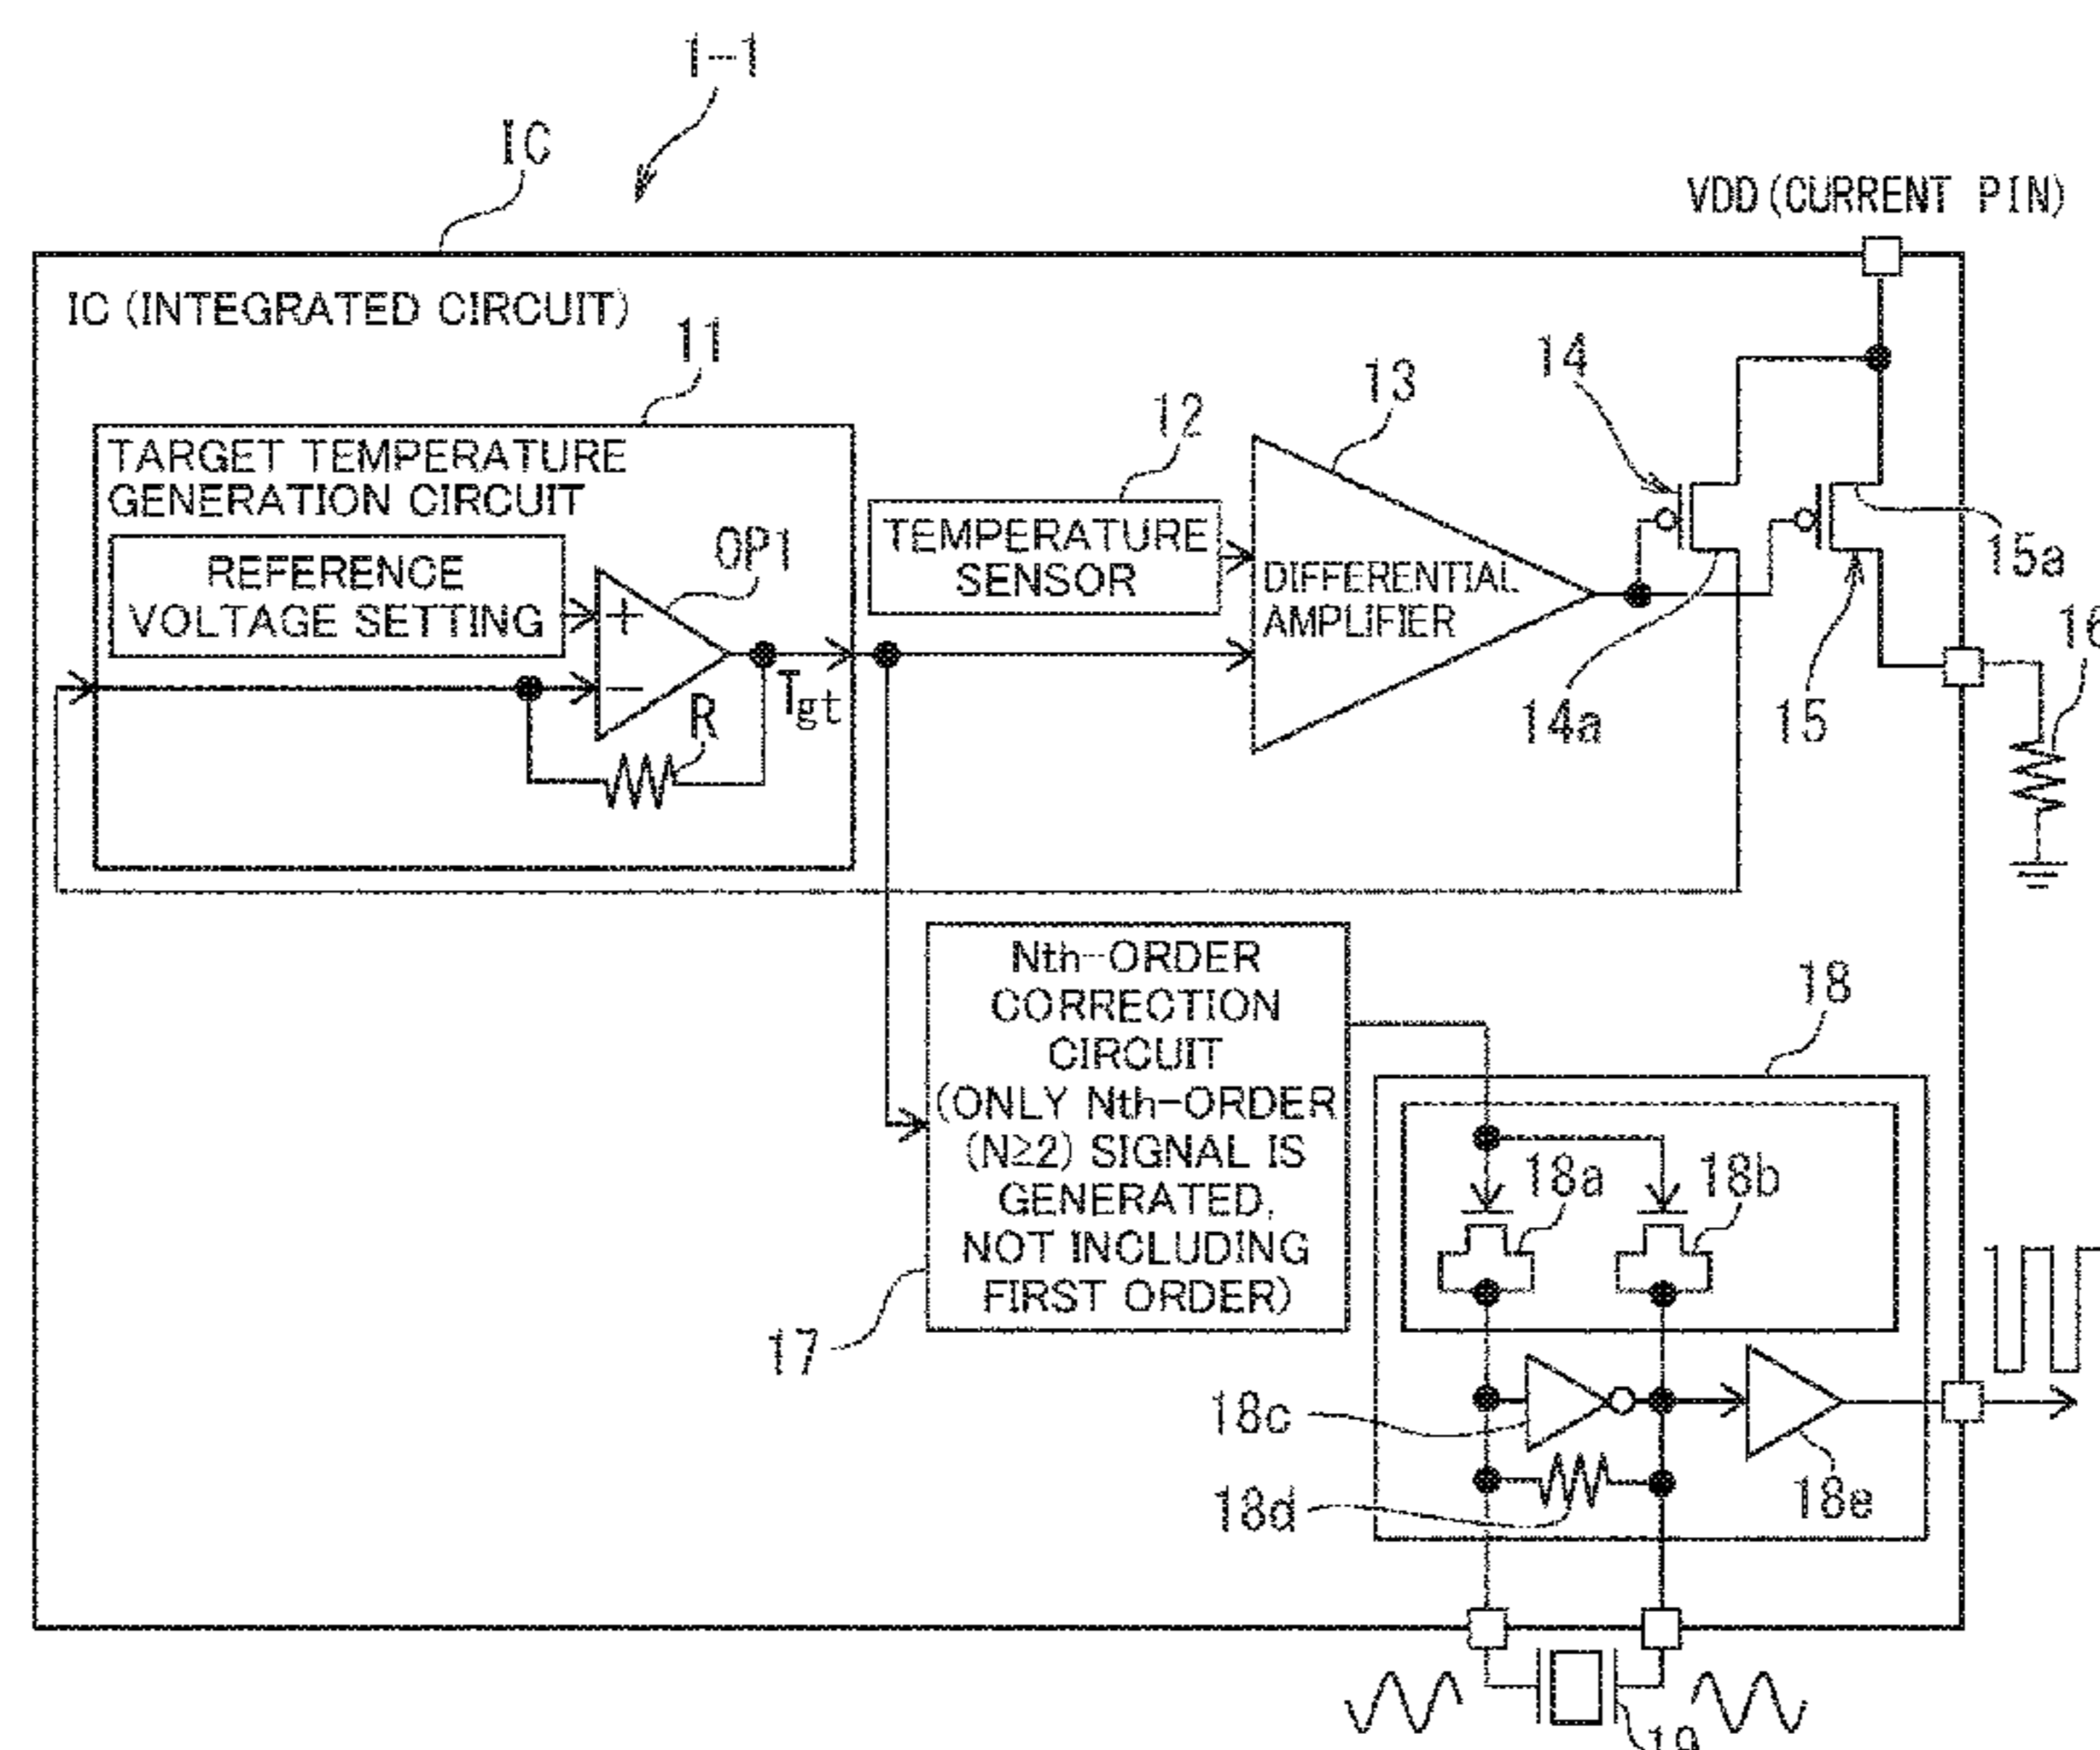 1-1
IC
VDD (CURRENT PIN)
IC (INTEGRATED CIRCUIT)
11
TARGET TEMPERATURE
GENERATION CIRCUIT
REFERENCE
VOLTAGE SETTING
OP1
+
−
R
Tgt
12
TEMPERATURE
SENSOR
13
DIFFERENTIAL
AMPLIFIER
14
14a
15a
15
16
Nth-ORDER
CORRECTION
CIRCUIT
(ONLY Nth-ORDER
(N≥2) SIGNAL IS
GENERATED,
NOT INCLUDING
FIRST ORDER)
17
18
18a
18b
18c
18d
18e
19